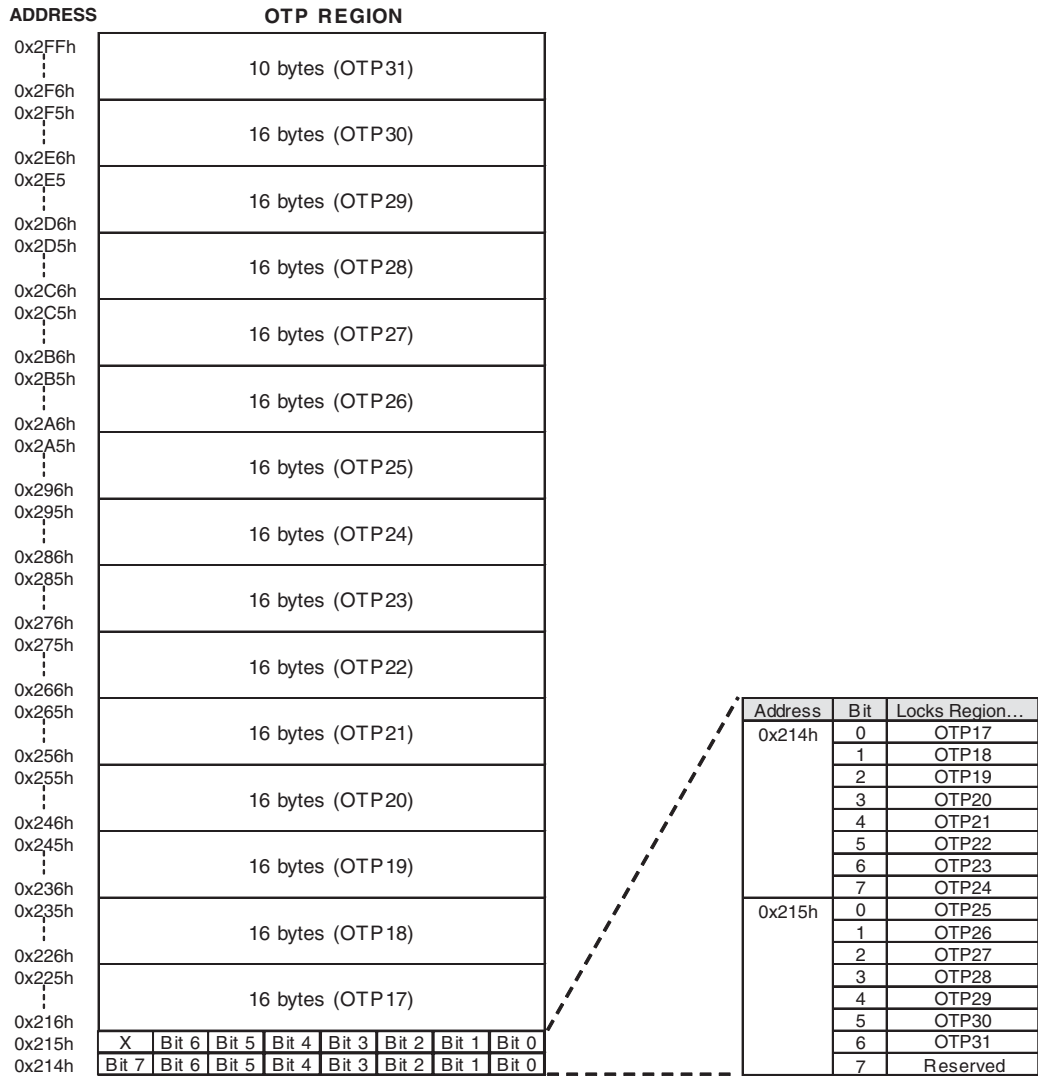 ADDRESS OTP REGION
0x2FFh
10 bytes (OTP31)
0x2F6h
0x2F5h
16 bytes (OTP30)
0x2E6h
0x2E5
16 bytes (OTP29)
0x2D6h
0x2D5h
16 bytes (OTP28)
0x2C6h
0x2C5h
16 bytes (OTP27)
0x2B6h
0x2B5h
16 bytes (OTP26)
0x2A6h
0x2A5h
16 bytes (OTP25)
0x296h
0x295h
16 bytes (OTP24)
0x286h
0x285h
16 bytes (OTP23)
0x276h
0x275h
16 bytes (OTP22)
0x266h
0x265h
16 bytes (OTP21)
0x256h
0x255h
16 bytes (OTP20)
0x246h
0x245h
16 bytes (OTP19)
0x236h
0x235h
16 bytes (OTP18)
0x226h
0x225h
16 bytes (OTP17)
0x216h
0x215h X Bit 6 Bit 5 Bit 4 Bit 3 Bit 2 Bit 1 Bit 0
0x214h Bit 7 Bit 6 Bit 5 Bit 4 Bit 3 Bit 2 Bit 1 Bit 0
Address Bit Locks Region...
0x214h 0 OTP17
1 OTP18
2 OTP19
3 OTP20
4 OTP21
5 OTP22
6 OTP23
7 OTP24
0x215h 0 OTP25
1 OTP26
2 OTP27
3 OTP28
4 OTP29
5 OTP30
6 OTP31
7 Reserved